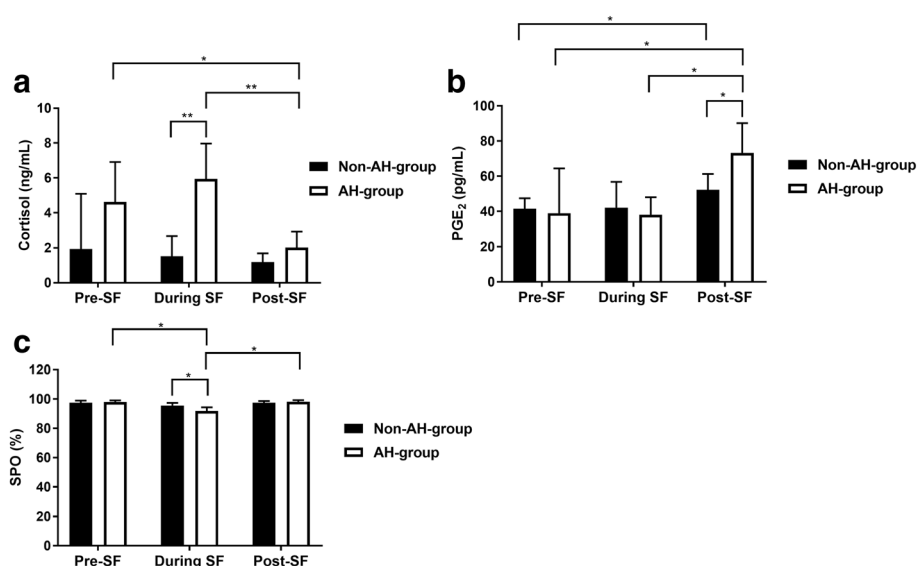 a
*
**
**
Cortisol (ng/mL)
10
8
6
4
2
0
Pre-SF During SF Post-SF
Non-AH-group
AH-group
b
*
*
*
*
PGE₂ (pg/mL)
100
80
60
40
20
0
Pre-SF During SF Post-SF
Non-AH-group
AH-group
c
*
*
*
SPO (%)
120
100
80
60
40
20
0
Pre-SF During SF Post-SF
Non-AH-group
AH-group